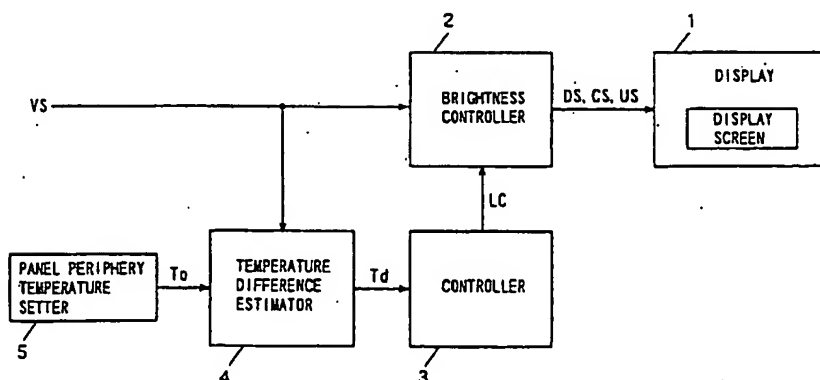 2
1
VS
BRIGHTNESS
CONTROLLER
DS, CS, US
DISPLAY
DISPLAY
SCREEN
LC
PANEL PERIPHERY
TEMPERATURE
SETTER
To
TEMPERATURE
DIFFERENCE
ESTIMATOR
Td
CONTROLLER
5
4
3